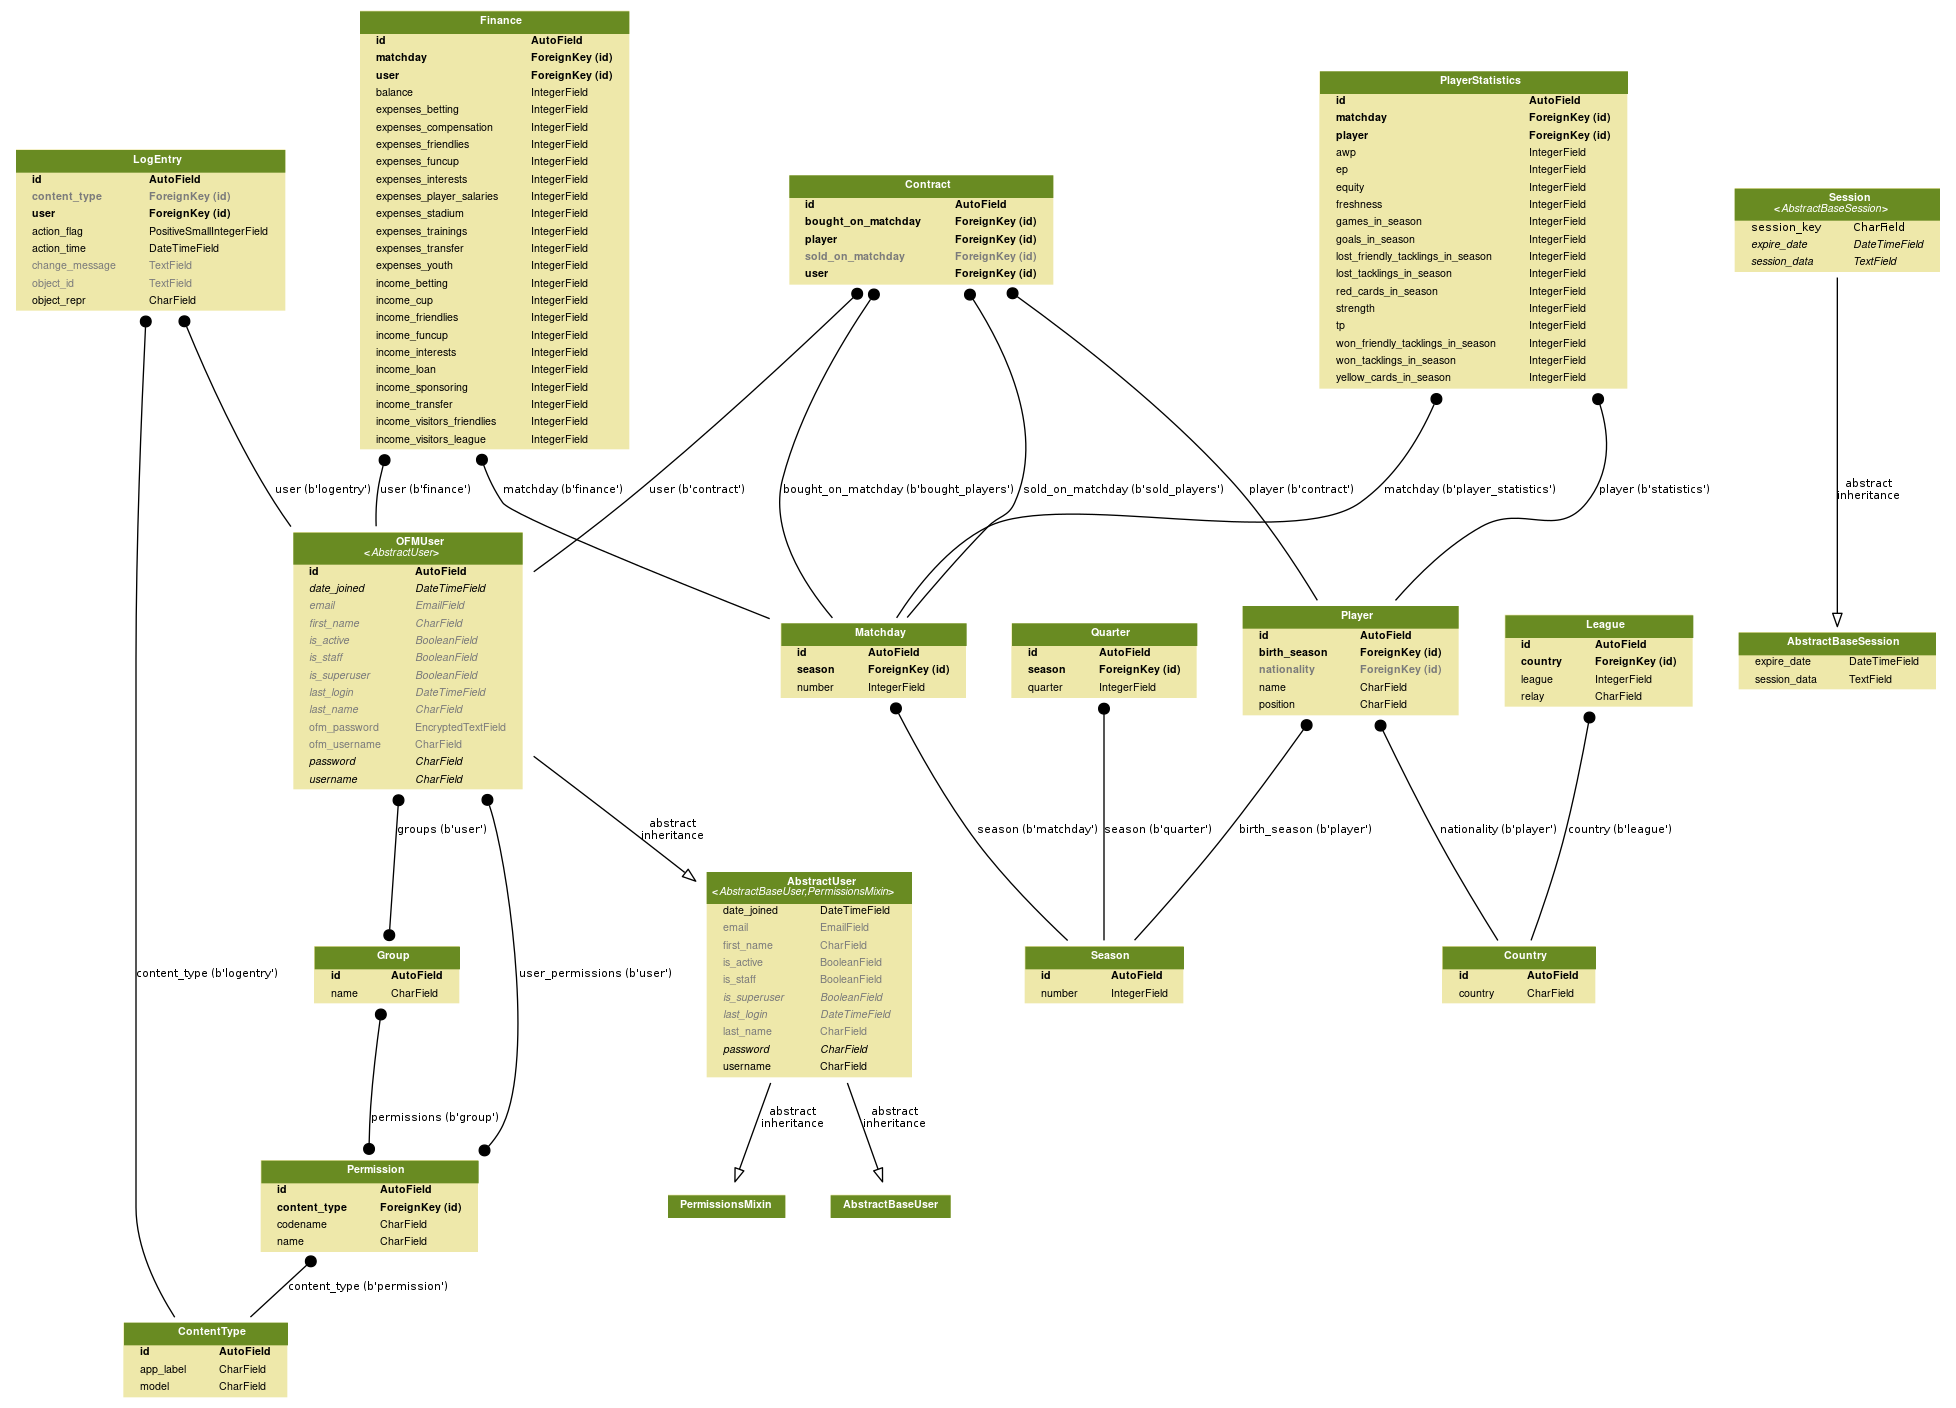 Finance
id AutoField
matchday ForeignKey (id)
user ForeignKey (id)
balance IntegerField
expenses_betting IntegerField
expenses_compensation IntegerField
expenses_friendlies IntegerField
expenses_funcup IntegerField
expenses_interests IntegerField
expenses_player_salaries IntegerField
expenses_stadium IntegerField
expenses_trainings IntegerField
expenses_transfer IntegerField
expenses_youth IntegerField
income_betting IntegerField
income_cup IntegerField
income_friendlies IntegerField
income_funcup IntegerField
income_interests IntegerField
income_loan IntegerField
income_sponsoring IntegerField
income_transfer IntegerField
income_visitors_friendlies IntegerField
income_visitors_league IntegerField
PlayerStatistics
id AutoField
matchday ForeignKey (id)
player ForeignKey (id)
awp IntegerField
ep IntegerField
equity IntegerField
freshness IntegerField
games_in_season IntegerField
goals_in_season IntegerField
lost_friendly_tacklings_in_season IntegerField
lost_tacklings_in_season IntegerField
red_cards_in_season IntegerField
strength IntegerField
tp IntegerField
won_friendly_tacklings_in_season IntegerField
won_tacklings_in_season IntegerField
yellow_cards_in_season IntegerField
LogEntry
id AutoField
content_type ForeignKey (id)
user ForeignKey (id)
action_flag PositiveSmallIntegerField
action_time DateTimeField
change_message TextField
object_id TextField
object_repr CharField
Contract
id AutoField
bought_on_matchday ForeignKey (id)
player ForeignKey (id)
sold_on_matchday ForeignKey (id)
user ForeignKey (id)
Session
<AbstractBaseSession>
session_key CharField
expire_date DateTimeField
session_data TextField
user (b'logentry')
user (b'finance')
matchday (b'finance')
user (b'contract')
bought_on_matchday (b'bought_players')
sold_on_matchday (b'sold_players')
player (b'contract')
matchday (b'player_statistics')
player (b'statistics')
abstract
inheritance
OFMUser
<AbstractUser>
id AutoField
date_joined DateTimeField
email EmailField
first_name CharField
is_active BooleanField
is_staff BooleanField
is_superuser BooleanField
last_login DateTimeField
last_name CharField
ofm_password EncryptedTextField
ofm_username CharField
password CharField
username CharField
Matchday
id AutoField
season ForeignKey (id)
number IntegerField
Quarter
id AutoField
season ForeignKey (id)
quarter IntegerField
Player
id AutoField
birth_season ForeignKey (id)
nationality ForeignKey (id)
name CharField
position CharField
League
id AutoField
country ForeignKey (id)
league IntegerField
relay CharField
AbstractBaseSession
expire_date DateTimeField
session_data TextField
groups (b'user')
abstract
inheritance
season (b'matchday')
season (b'quarter')
birth_season (b'player')
nationality (b'player')
country (b'league')
AbstractUser
<AbstractBaseUser,PermissionsMixin>
date_joined DateTimeField
email EmailField
first_name CharField
is_active BooleanField
is_staff BooleanField
is_superuser BooleanField
last_login DateTimeField
last_name CharField
password CharField
username CharField
Group
id AutoField
name CharField
Season
id AutoField
number IntegerField
Country
id AutoField
country CharField
content_type (b'logentry')
user_permissions (b'user')
permissions (b'group')
abstract
inheritance
abstract
inheritance
Permission
id AutoField
content_type ForeignKey (id)
codename CharField
name CharField
PermissionsMixin
AbstractBaseUser
content_type (b'permission')
ContentType
id AutoField
app_label CharField
model CharField